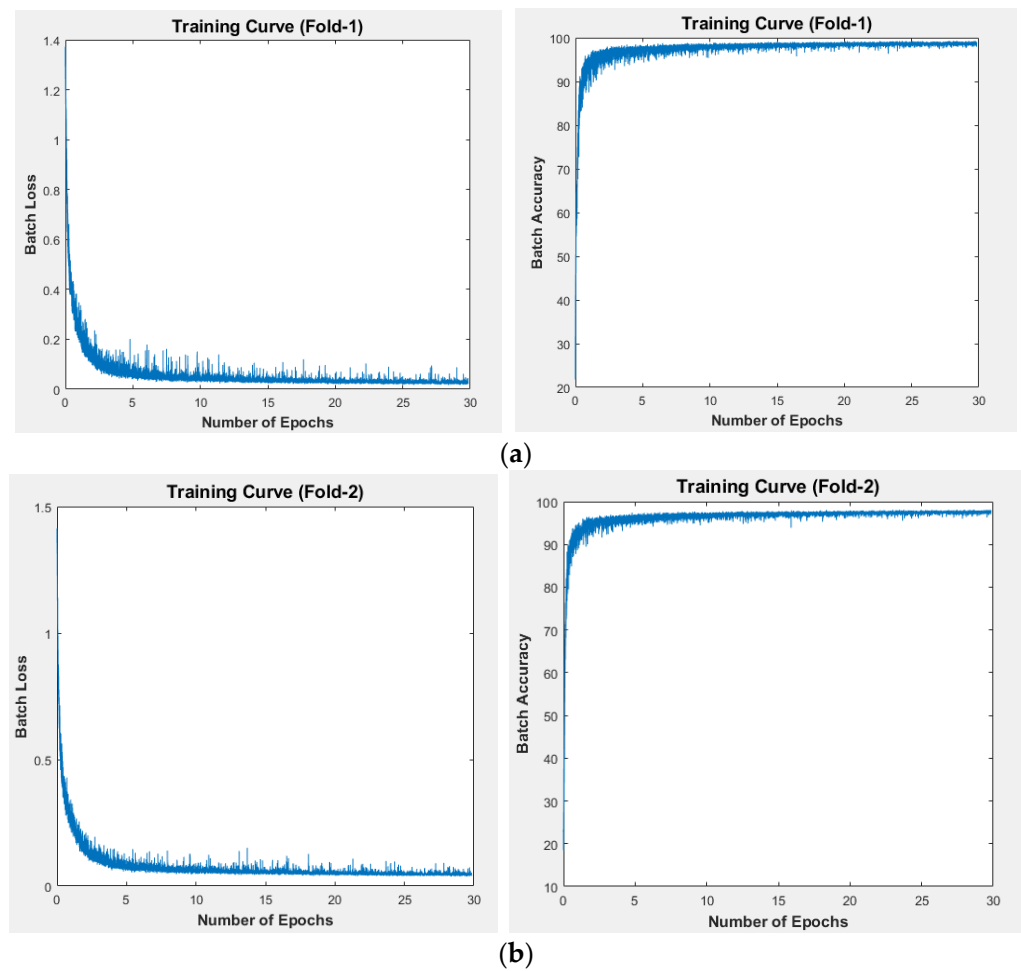 Training Curve (Fold-1)
1.4
1.2
1
0.8
0.6
0.4
0.2
0
0 5 10 15 20 25 30
Batch Loss
Number of Epochs
Training Curve (Fold-1)
100
90
80
70
60
50
40
30
20
0 5 10 15 20 25 30
Batch Accuracy
Number of Epochs
(a)
Training Curve (Fold-2)
1.5
1
0.5
0
0 5 10 15 20 25 30
Batch Loss
Number of Epochs
Training Curve (Fold-2)
100
90
80
70
60
50
40
30
20
10
0 5 10 15 20 25 30
Batch Accuracy
Number of Epochs
(b)